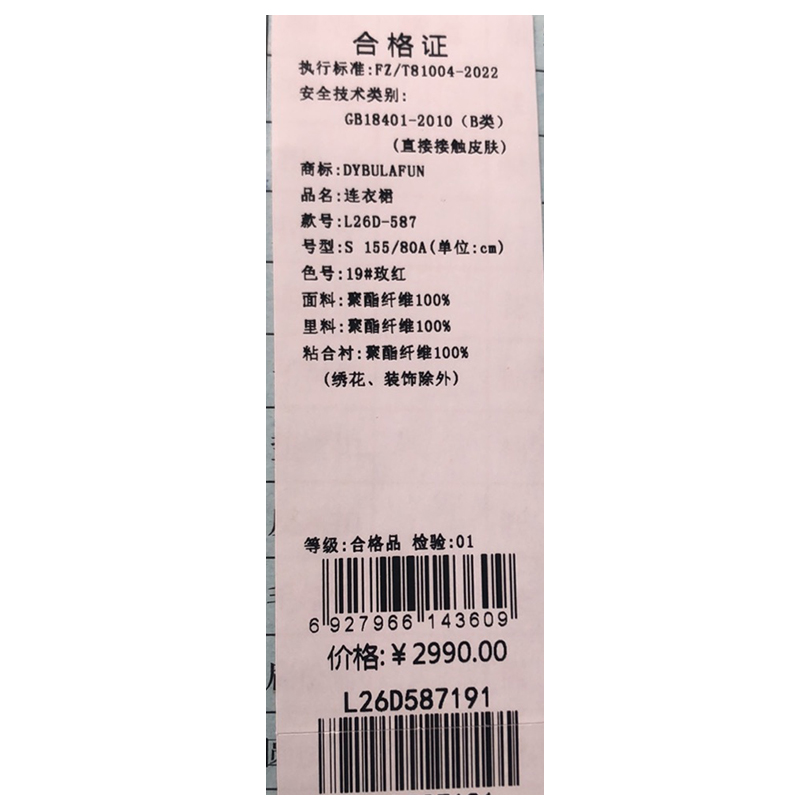 合格证
执行标准:FZ/T81004-2022
安全技术类别:
GB18401-2010（B类）
(直接接触皮肤)
商标:DYBULAFUN
品名:连衣裙
款号:L26D-587
号型:S 155/80A(单位:cm)
色号:19#玫红
面料:聚酯纤维100%
里料:聚酯纤维100%
粘合衬:聚酯纤维100%
(绣花、装饰除外)
等级:合格品 检验:01
6 927966 143609
价格:￥2990.00
L26D587191